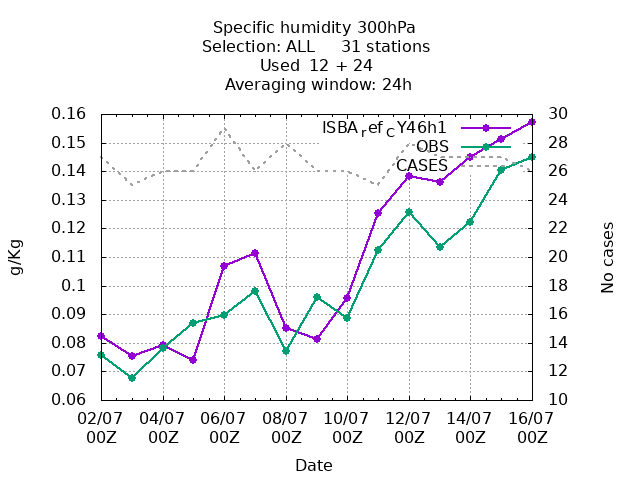 Specific humidity 300hPa
Selection: ALL 31 stations
Used 12 + 24
Averaging window: 24h
g/Kg
0.16
0.15
0.14
0.13
0.12
0.11
0.1
0.09
0.08
0.07
0.06
ISBArefCY46h1
OBS
CASES
30
28
26
24
22
20
18
16
14
12
10
No cases
02/07 04/07 06/07 08/07 10/07 12/07 14/07 16/07
00Z 00Z 00Z 00Z 00Z 00Z 00Z 00Z
Date